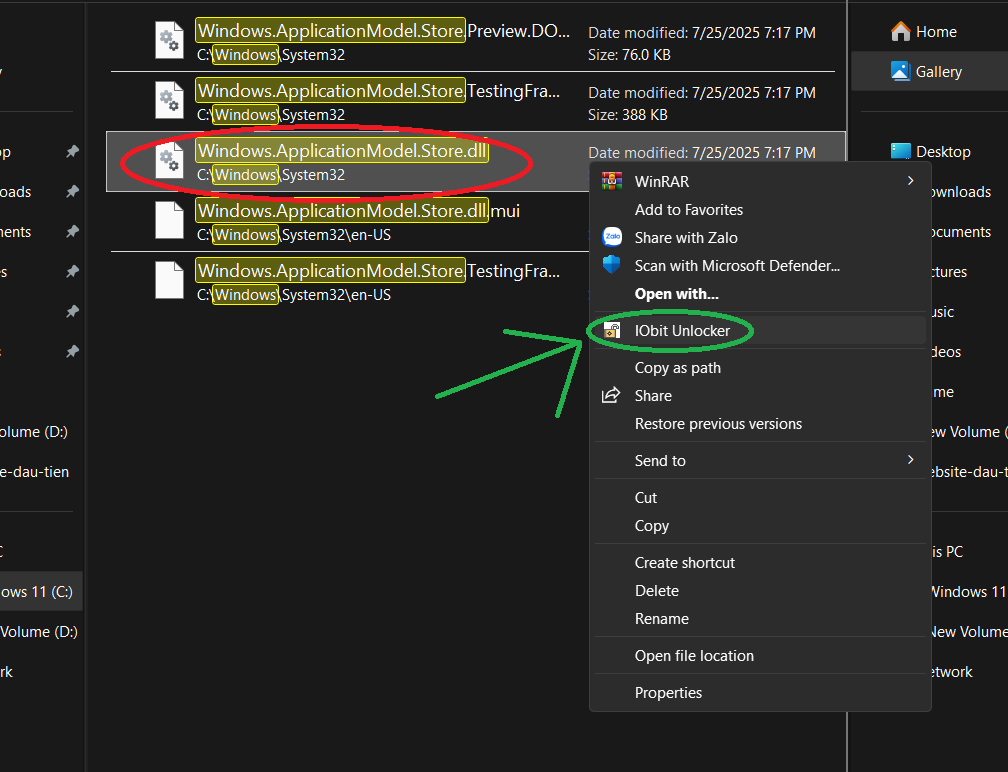 Windows.ApplicationModel.Store.Preview.DO...
C:\Windows\System32
Date modified: 7/25/2025 7:17 PM
Size: 76.0 KB
Windows.ApplicationModel.Store.TestingFra...
C:\Windows\System32
Date modified: 7/25/2025 7:17 PM
Size: 388 KB
Windows.ApplicationModel.Store.dll
C:\Windows\System32
Date modified: 7/25/2025 7:17 PM
Windows.ApplicationModel.Store.dll.mui
C:\Windows\System32\en-US
Windows.ApplicationModel.Store.TestingFra...
C:\Windows\System32\en-US
op
oads
ments
es
s
olume (D:)
e-dau-tien
C
ows 11 (C:)
Volume (D:)
rk
WinRAR
Add to Favorites
Zalo
Share with Zalo
Scan with Microsoft Defender...
Open with...
IObit Unlocker
Copy as path
Share
Restore previous versions
Send to
Cut
Copy
Create shortcut
Delete
Rename
Open file location
Properties
Home
Gallery
Desktop
ownloads
ocuments
ctures
usic
deos
me
ew Volume (
ebsite-dau-t
is PC
Windows 11
New Volume
etwork